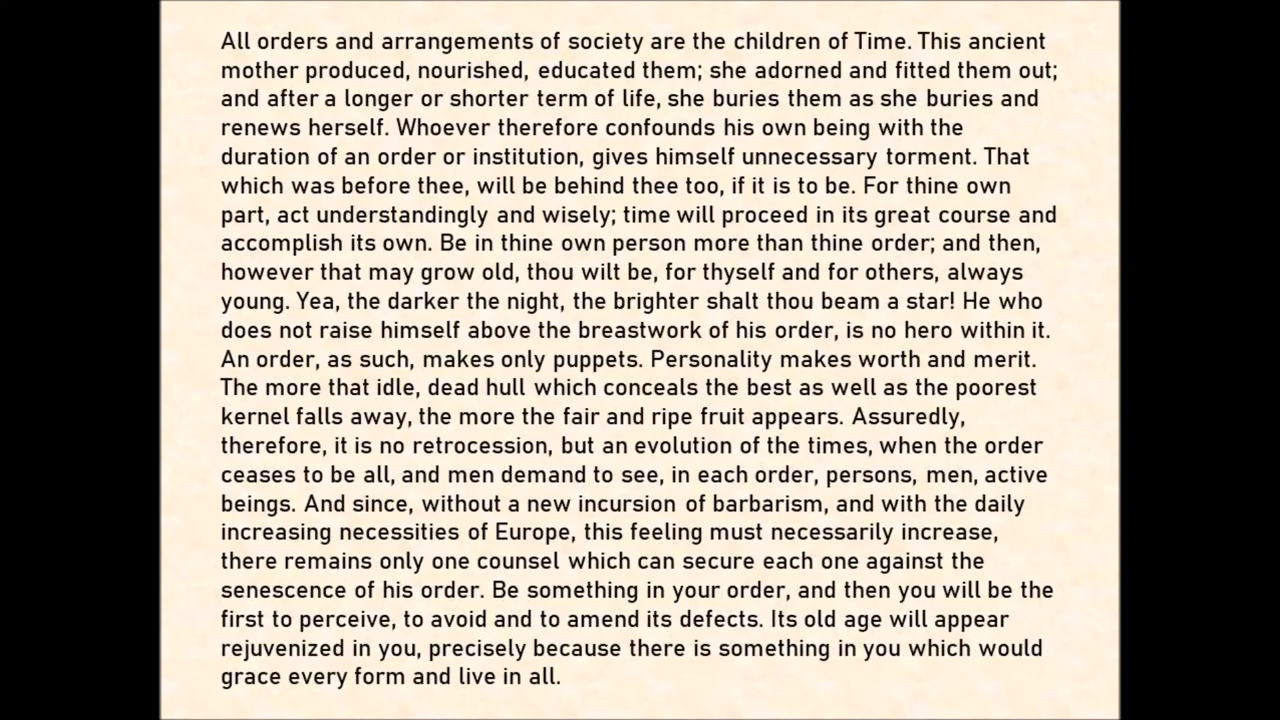 All orders and arrangements of society are the children of Time. This ancient
mother produced, nourished, educated them; she adorned and fitted them out;
and after a longer or shorter term of life, she buries them as she buries and
renews herself. Whoever therefore confounds his own being with the
duration of an order or institution, gives himself unnecessary torment. That
which was before thee, will be behind thee too, if it is to be. For thine own
part, act understandingly and wisely; time will proceed in its great course and
accomplish its own. Be in thine own person more than thine order; and then,
however that may grow old, thou wilt be, for thyself and for others, always
young. Yea, the darker the night, the brighter shalt thou beam a star! He who
does not raise himself above the breastwork of his order, is no hero within it.
An order, as such, makes only puppets. Personality makes worth and merit.
The more that idle, dead hull which conceals the best as well as the poorest
kernel falls away, the more the fair and ripe fruit appears. Assuredly,
therefore, it is no retrocession, but an evolution of the times, when the order
ceases to be all, and men demand to see, in each order, persons, men, active
beings. And since, without a new incursion of barbarism, and with the daily
increasing necessities of Europe, this feeling must necessarily increase,
there remains only one counsel which can secure each one against the
senescence of his order. Be something in your order, and then you will be the
first to perceive, to avoid and to amend its defects. Its old age will appear
rejuvenized in you, precisely because there is something in you which would
grace every form and live in all.